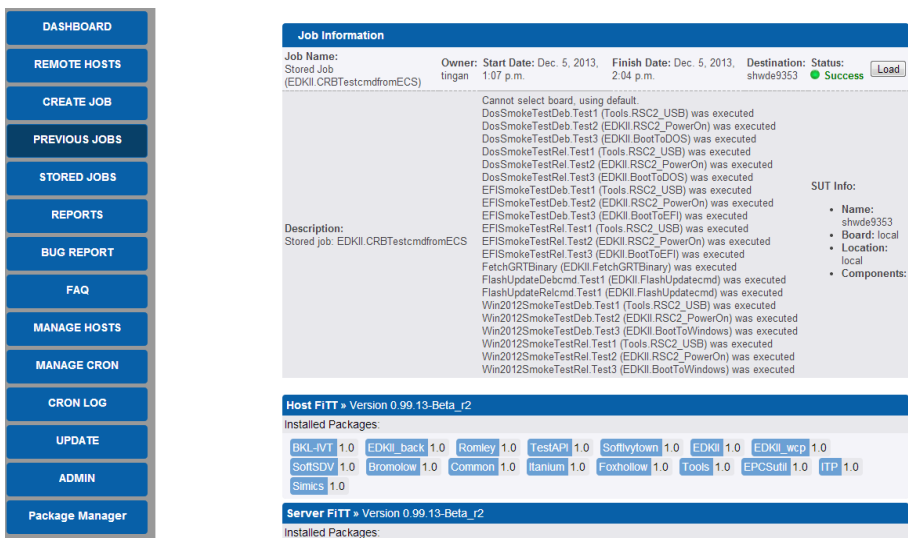 DASHBOARD
REMOTE HOSTS
CREATE JOB
PREVIOUS JOBS
STORED JOBS
REPORTS
BUG REPORT
FAQ
MANAGE HOSTS
MANAGE CRON
CRON LOG
UPDATE
ADMIN
Package Manager
Job Information
Job Name:
Stored Job
(EDKII.CRBTestcmdfromECS)
Owner:
tingan
Start Date: Dec. 5, 2013,
1:07 p.m.
Finish Date: Dec. 5, 2013,
2:04 p.m.
Destination:
shwde9353
Status:
Success
Load
Description:
Stored job: EDKII.CRBTestcmdfromECS
Cannot select board, using default.
DosSmokeTestDeb.Test1 (Tools.RSC2_USB) was executed
DosSmokeTestDeb.Test2 (EDKII.RSC2_PowerOn) was executed
DosSmokeTestDeb.Test3 (EDKII.BootToDOS) was executed
DosSmokeTestRel.Test1 (Tools.RSC2_USB) was executed
DosSmokeTestRel.Test2 (EDKII.RSC2_PowerOn) was executed
DosSmokeTestRel.Test3 (EDKII.BootToDOS) was executed
EFISmokeTestDeb.Test1 (Tools.RSC2_USB) was executed
EFISmokeTestDeb.Test2 (EDKII.RSC2_PowerOn) was executed
EFISmokeTestDeb.Test3 (EDKII.BootToEFI) was executed
EFISmokeTestRel.Test1 (Tools.RSC2_USB) was executed
EFISmokeTestRel.Test2 (EDKII.RSC2_PowerOn) was executed
EFISmokeTestRel.Test3 (EDKII.BootToEFI) was executed
FetchGRTBinary (EDKII.FetchGRTBinary) was executed
FlashUpdateDebcmd.Test1 (EDKII.FlashUpdatecmd) was executed
FlashUpdateRelcmd.Test1 (EDKII.FlashUpdatecmd) was executed
Win2012SmokeTestDeb.Test1 (Tools.RSC2_USB) was executed
Win2012SmokeTestDeb.Test2 (EDKII.RSC2_PowerOn) was executed
Win2012SmokeTestDeb.Test3 (EDKII.BootToWindows) was executed
Win2012SmokeTestRel.Test1 (Tools.RSC2_USB) was executed
Win2012SmokeTestRel.Test2 (EDKII.RSC2_PowerOn) was executed
Win2012SmokeTestRel.Test3 (EDKII.BootToWindows) was executed
SUT Info:
• Name:
shwde9353
• Board: local
• Location:
local
• Components:
Host FiTT » Version 0.99.13-Beta_r2
Installed Packages:
BKL-IVT 1.0 EDKII_back 1.0 Romley 1.0 TestAPI 1.0 SoftIvytown 1.0 EDKII 1.0 EDKII_wcp 1.0
SoftSDV 1.0 Bromolow 1.0 Common 1.0 Itanium 1.0 Foxhollow 1.0 Tools 1.0 EPCSutil 1.0 ITP 1.0
Simics 1.0
Server FiTT » Version 0.99.13-Beta_r2
Installed Packages: